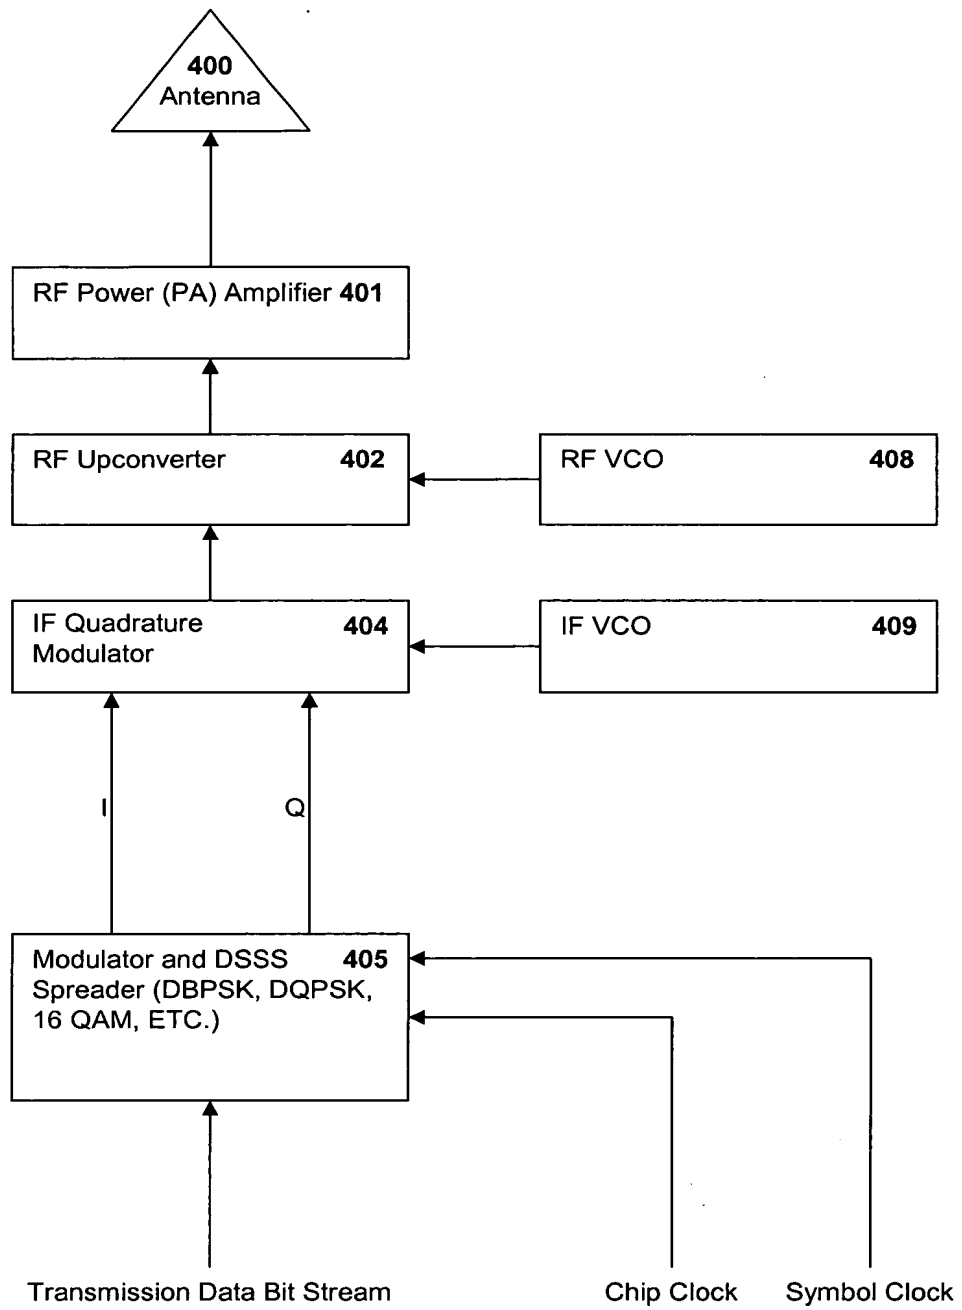 400
Antenna
RF Power (PA) Amplifier 401
RF Upconverter 402
RF VCO 408
IF Quadrature 404
Modulator
IF VCO 409
I
Q
Modulator and DSSS 405
Spreader (DBPSK, DQPSK,
16 QAM, ETC.)
Transmission Data Bit Stream
Chip Clock
Symbol Clock